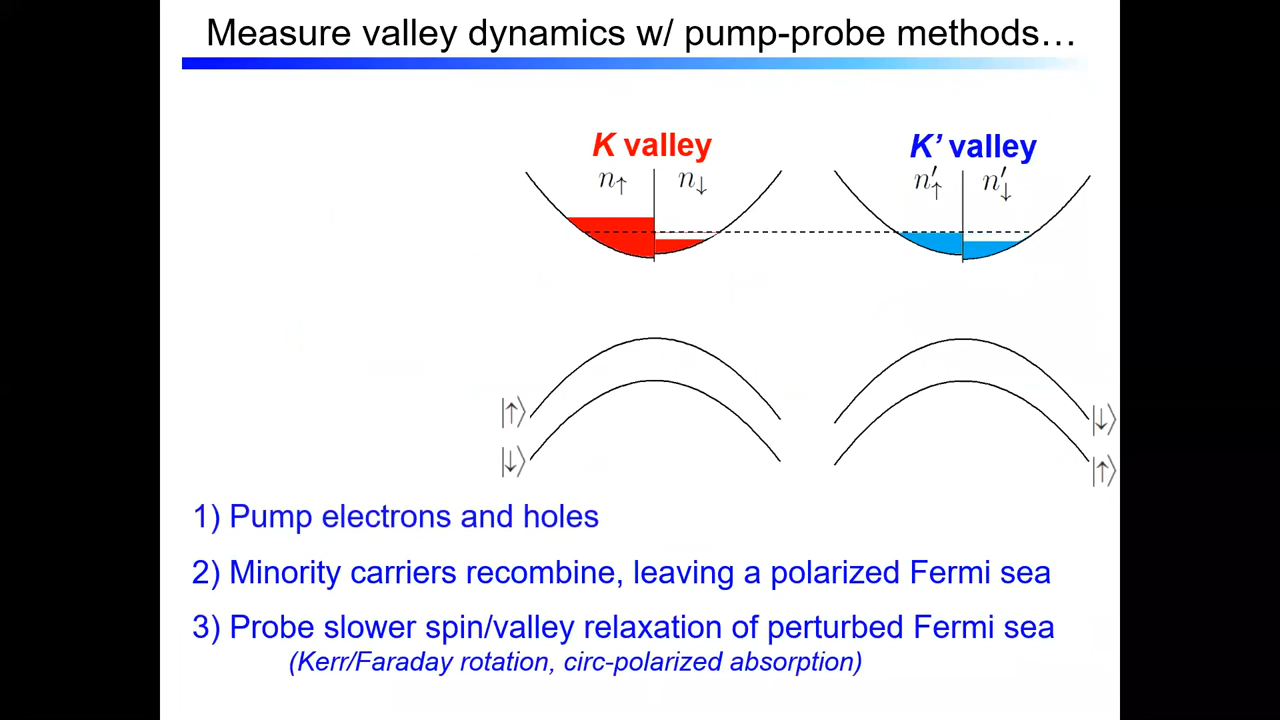 Measure valley dynamics w/ pump-probe methods…
K valley
K’ valley
n↑ n↓
n′↑ n′↓
|↑⟩
|↓⟩
|↓⟩
|↑⟩
1) Pump electrons and holes
2) Minority carriers recombine, leaving a polarized Fermi sea
3) Probe slower spin/valley relaxation of perturbed Fermi sea
(Kerr/Faraday rotation, circ-polarized absorption)